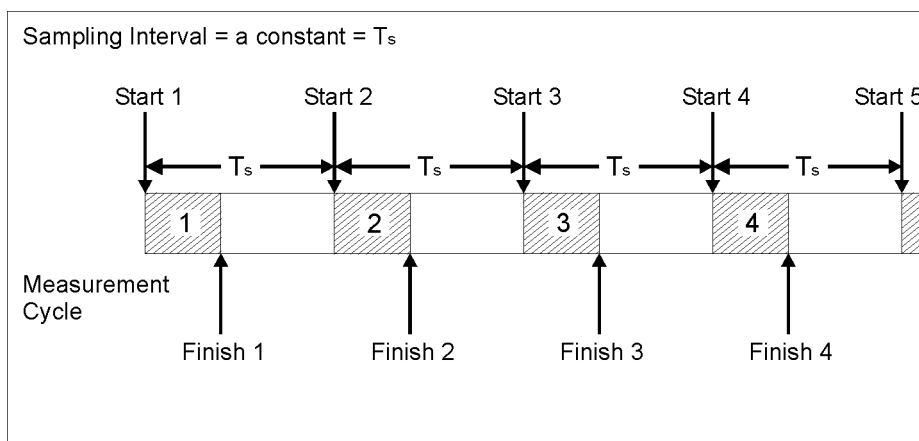 Sampling Interval = a constant = Ts
Start 1 Start 2 Start 3 Start 4 Start 5
Ts Ts Ts Ts
1 2 3 4
Measurement
Cycle
Finish 1 Finish 2 Finish 3 Finish 4